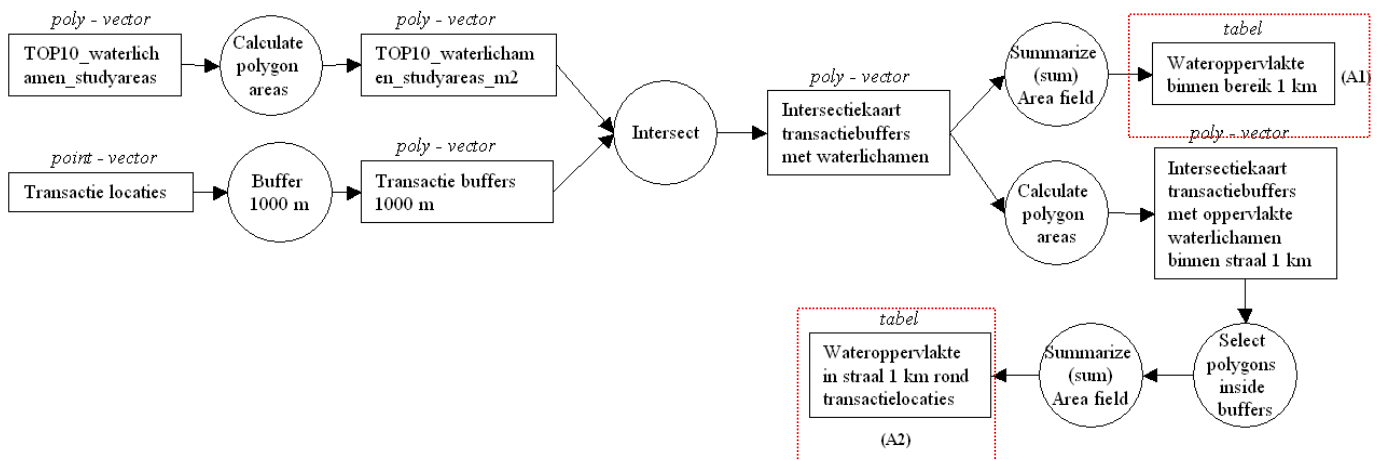 poly - vector
TOP10_waterlich
amen_studyareas
Calculate
polygon
areas
poly - vector
TOP10_waterlicham
en_studyareas_m2
point - vector
Transactie locaties
Buffer
1000 m
poly - vector
Transactie buffers
1000 m
Intersect
poly - vector
Intersectiekaart
transactiebuffers
met waterlichamen
Summarize
(sum)
Area field
tabel
Wateroppervlakte
binnen bereik 1 km
(A1)
Calculate
polygon
areas
poly - vector
Intersectiekaart
transactiebuffers
met oppervlakte
waterlichamen
binnen straal 1 km
Select
polygons
inside
buffers
Summarize
(sum)
Area field
tabel
Wateroppervlakte
in straal 1 km rond
transactielocaties
(A2)